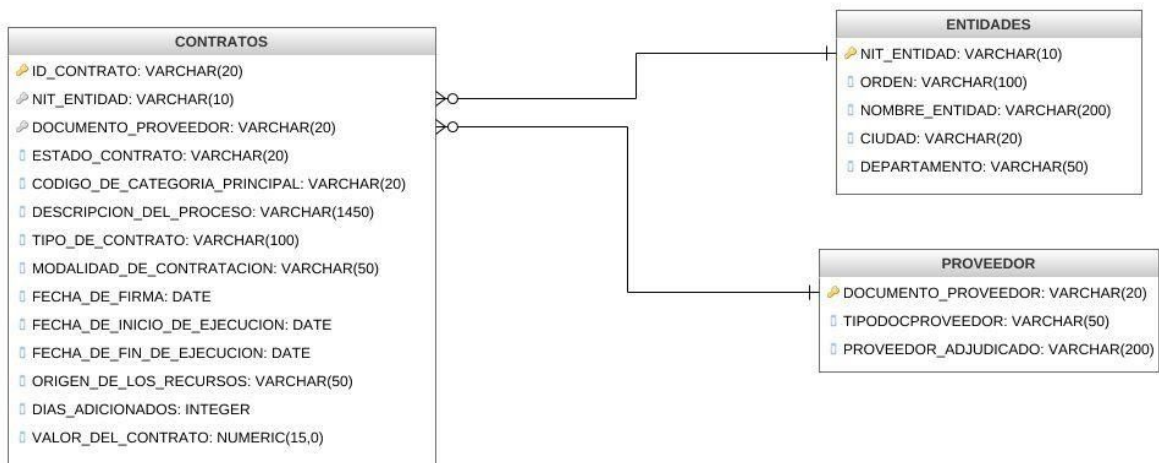 CONTRATOS
ID_CONTRATO: VARCHAR(20)
NIT_ENTIDAD: VARCHAR(10)
DOCUMENTO_PROVEEDOR: VARCHAR(20)
ESTADO_CONTRATO: VARCHAR(20)
CODIGO_DE_CATEGORIA_PRINCIPAL: VARCHAR(20)
DESCRIPCION_DEL_PROCESO: VARCHAR(1450)
TIPO_DE_CONTRATO: VARCHAR(100)
MODALIDAD_DE_CONTRATACION: VARCHAR(50)
FECHA_DE_FIRMA: DATE
FECHA_DE_INICIO_DE_EJECUCION: DATE
FECHA_DE_FIN_DE_EJECUCION: DATE
ORIGEN_DE_LOS_RECURSOS: VARCHAR(50)
DIAS_ADICIONADOS: INTEGER
VALOR_DEL_CONTRATO: NUMERIC(15,0)
ENTIDADES
NIT_ENTIDAD: VARCHAR(10)
ORDEN: VARCHAR(100)
NOMBRE_ENTIDAD: VARCHAR(200)
CIUDAD: VARCHAR(20)
DEPARTAMENTO: VARCHAR(50)
PROVEEDOR
DOCUMENTO_PROVEEDOR: VARCHAR(20)
TIPODOCPROVEEDOR: VARCHAR(50)
PROVEEDOR_ADJUDICADO: VARCHAR(200)